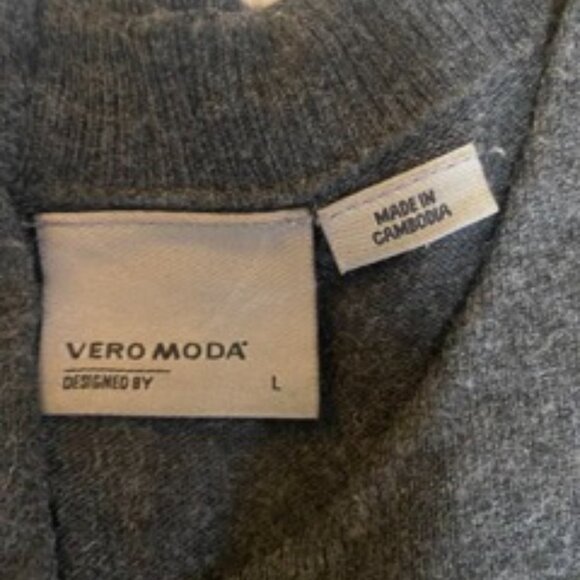 MADE IN
CAMBODIA
VERO MODA
DESIGNED BY L